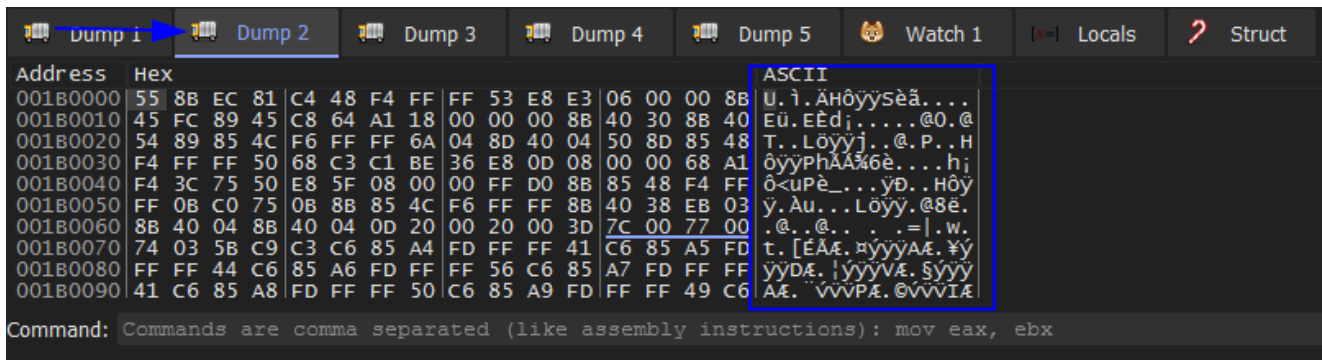 Dump 1 Dump 2 Dump 3 Dump 4 Dump 5 Watch 1 [x=] Locals Struct
Address Hex ASCII
001B0000 55 8B EC 81 C4 48 F4 FF FF 53 E8 E3 06 00 00 8B U.ì.ÄHôÿÿSèã....
001B0010 45 FC 89 45 C8 64 A1 18 00 00 00 8B 40 30 8B 40 Eü.EÈd¡.....@0.@
001B0020 54 89 85 4C F6 FF FF 6A 04 8D 40 04 50 8D 85 48 T..Löÿÿj..@.P..H
001B0030 F4 FF FF 50 68 C3 C1 BE 36 E8 0D 08 00 00 68 A1 ôÿÿPhÃÁ¾6è....h¡
001B0040 F4 3C 75 50 E8 5F 08 00 00 FF D0 8B 85 48 F4 FF ô<uPè_...ÿÐ..Hôÿ
001B0050 FF 0B C0 75 0B 8B 85 4C F6 FF FF 8B 40 38 EB 03 ÿ.Àu...Löÿÿ.@8ë.
001B0060 8B 40 04 8B 40 04 0D 20 00 20 00 3D 7C 00 77 00 .@..@.. . .=|.w.
001B0070 74 03 5B C9 C3 C6 85 A4 FD FF FF 41 C6 85 A5 FD t.[ÉÃÆ.¤ýÿÿAÆ.¥ý
001B0080 FF FF 44 C6 85 A6 FD FF FF 56 C6 85 A7 FD FF FF ÿÿDÆ.¦ýÿÿVÆ.§ýÿÿ
001B0090 41 C6 85 A8 FD FF FF 50 C6 85 A9 FD FF FF 49 C6 AÆ.¨ýÿÿPÆ.©ýÿÿIÆ
Command: Commands are comma separated (like assembly instructions): mov eax, ebx